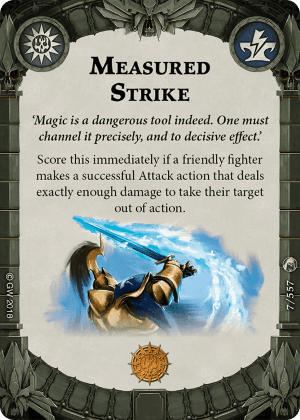 MEASURED
STRIKE
‘Magic is a dangerous tool indeed. One must
channel it precisely, and to decisive effect.’
Score this immediately if a friendly fighter
makes a successful Attack action that deals
exactly enough damage to take their target
out of action.
© GW 2018
7/557